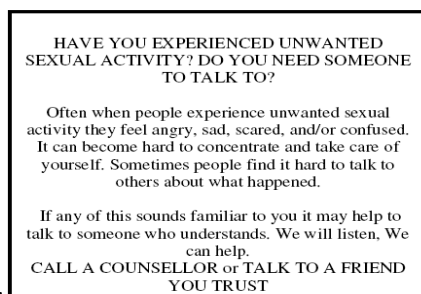 HAVE YOU EXPERIENCED UNWANTED
SEXUAL ACTIVITY? DO YOU NEED SOMEONE
TO TALK TO?
Often when people experience unwanted sexual
activity they feel angry, sad, scared, and/or confused.
It can become hard to concentrate and take care of
yourself. Sometimes people find it hard to talk to
others about what happened.
If any of this sounds familiar to you it may help to
talk to someone who understands. We will listen, We
can help.
CALL A COUNSELLOR or TALK TO A FRIEND
YOU TRUST